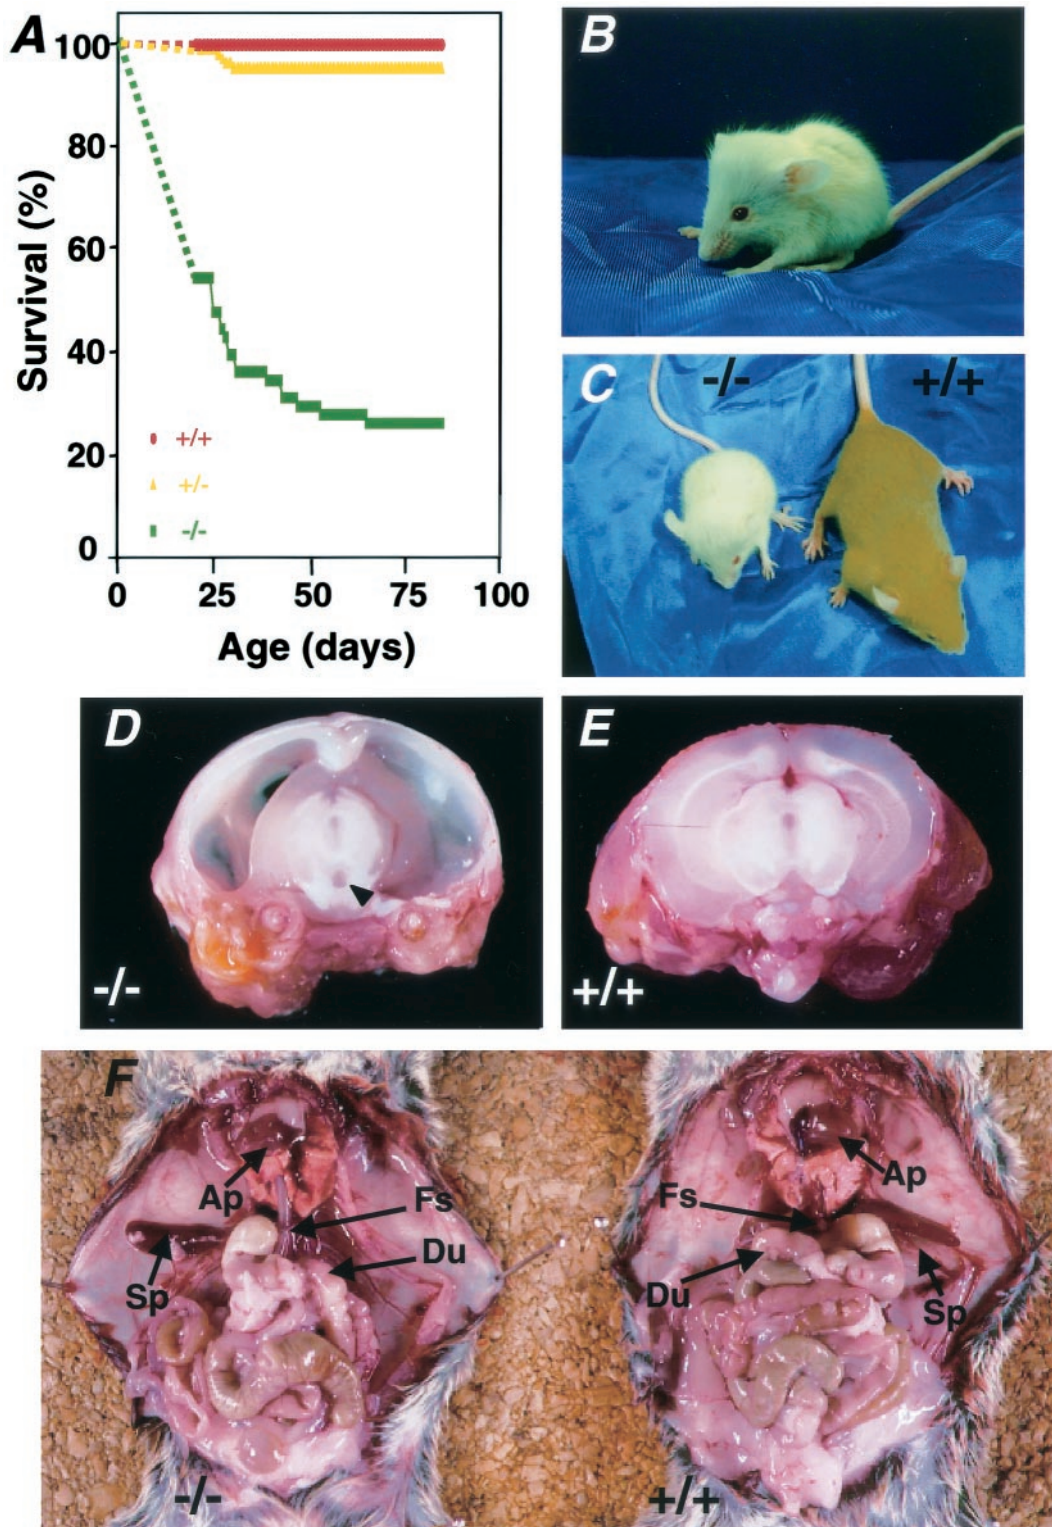 A
100
80
60
40
20
0
Survival (%)
+/+
+/-
-/-
0 25 50 75 100
Age (days)
B
C
-/-
+/+
D
-/-
E
+/+
F
Ap
Fs
Du
Sp
-/-
Ap
Fs
Du
Sp
+/+